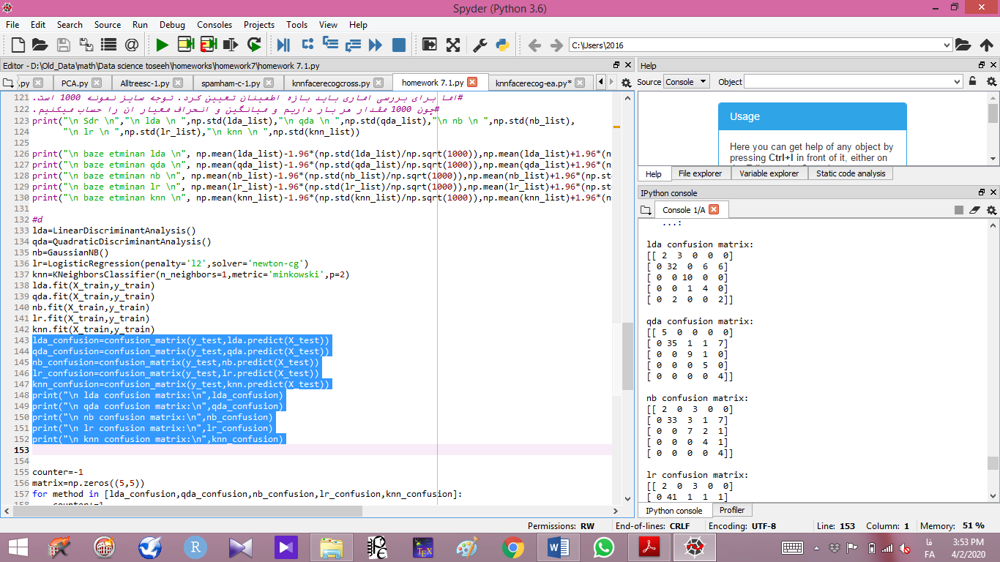 Spyder (Python 3.6)
File Edit Search Source Run Debug Consoles Projects Tools View Help
C:\Users\2016
Editor - D:\Old_Data\math\Data science toseeh\homeworks\homework7\homework 7.1.py
.py PCA.py Alltreesc-1.py spamham-c-1.py knnfacerecogcross.py homework 7.1.py knnfacerecog-ea.py*
121 #اما برای بررسی اماری باید بازه اطمینان تعیین کرد. توجه سایز نمونه 1000 است.
122 #چون 1000 مقدار هر بار داریم و میانگین و انحراف معیار ان را حساب میکنیم.
123 print("\n Sdr \n","\n lda \n ",np.std(lda_list),"\n qda \n ",np.std(qda_list),"\n nb \n ",np.std(nb_list),
124 "\n lr \n ",np.std(lr_list),"\n knn \n ",np.std(knn_list))
125
126 print("\n baze etminan lda \n", np.mean(lda_list)-1.96*(np.std(lda_list)/np.sqrt(1000)),np.mean(lda_list)+1.96*(n
127 print("\n baze etminan qda \n", np.mean(qda_list)-1.96*(np.std(qda_list)/np.sqrt(1000)),np.mean(qda_list)+1.96*(n
128 print("\n baze etminan nb \n", np.mean(nb_list)-1.96*(np.std(nb_list)/np.sqrt(1000)),np.mean(nb_list)+1.96*(np.st
129 print("\n baze etminan lr \n", np.mean(lr_list)-1.96*(np.std(lr_list)/np.sqrt(1000)),np.mean(lr_list)+1.96*(np.st
130 print("\n baze etminan knn \n", np.mean(knn_list)-1.96*(np.std(knn_list)/np.sqrt(1000)),np.mean(knn_list)+1.96*(n
131
132 #d
133 lda=LinearDiscriminantAnalysis()
134 qda=QuadraticDiscriminantAnalysis()
135 nb=GaussianNB()
136 lr=LogisticRegression(penalty='l2',solver='newton-cg')
137 knn=KNeighborsClassifier(n_neighbors=1,metric='minkowski',p=2)
138 lda.fit(X_train,y_train)
139 qda.fit(X_train,y_train)
140 nb.fit(X_train,y_train)
141 lr.fit(X_train,y_train)
142 knn.fit(X_train,y_train)
143 lda_confusion=confusion_matrix(y_test,lda.predict(X_test))
144 qda_confusion=confusion_matrix(y_test,qda.predict(X_test))
145 nb_confusion=confusion_matrix(y_test,nb.predict(X_test))
146 lr_confusion=confusion_matrix(y_test,lr.predict(X_test))
147 knn_confusion=confusion_matrix(y_test,knn.predict(X_test))
148 print("\n lda confusion matrix:\n",lda_confusion)
149 print("\n qda confusion matrix:\n",qda_confusion)
150 print("\n nb confusion matrix:\n",nb_confusion)
151 print("\n lr confusion matrix:\n",lr_confusion)
152 print("\n knn confusion matrix:\n",knn_confusion)
153
154
155 counter=-1
156 matrix=np.zeros((5,5))
157 for method in [lda_confusion,qda_confusion,nb_confusion,lr_confusion,knn_confusion]:
Help
Source Console Object
Usage
Here you can get help of any object by
pressing Ctrl+I in front of it, either on
Help File explorer Variable explorer Static code analysis
IPython console
Console 1/A
...:
lda confusion matrix:
[[ 2 3 0 0 0]
[ 0 32 0 6 6]
[ 0 0 10 0 0]
[ 0 0 1 4 0]
[ 0 2 0 0 2]]
qda confusion matrix:
[[ 5 0 0 0 0]
[ 0 35 1 1 7]
[ 0 0 9 1 0]
[ 0 0 0 5 0]
[ 0 0 0 0 4]]
nb confusion matrix:
[[ 2 0 3 0 0]
[ 0 33 3 1 7]
[ 0 0 7 2 1]
[ 0 0 0 4 1]
[ 0 0 0 0 4]]
lr confusion matrix:
[[ 2 0 3 0 0]
[ 0 41 1 1 1]
IPython console Profiler
Permissions: RW End-of-lines: CRLF Encoding: UTF-8 Line: 153 Column: 1 Memory: 51 %
فا 3:53 PM
FA 4/2/2020